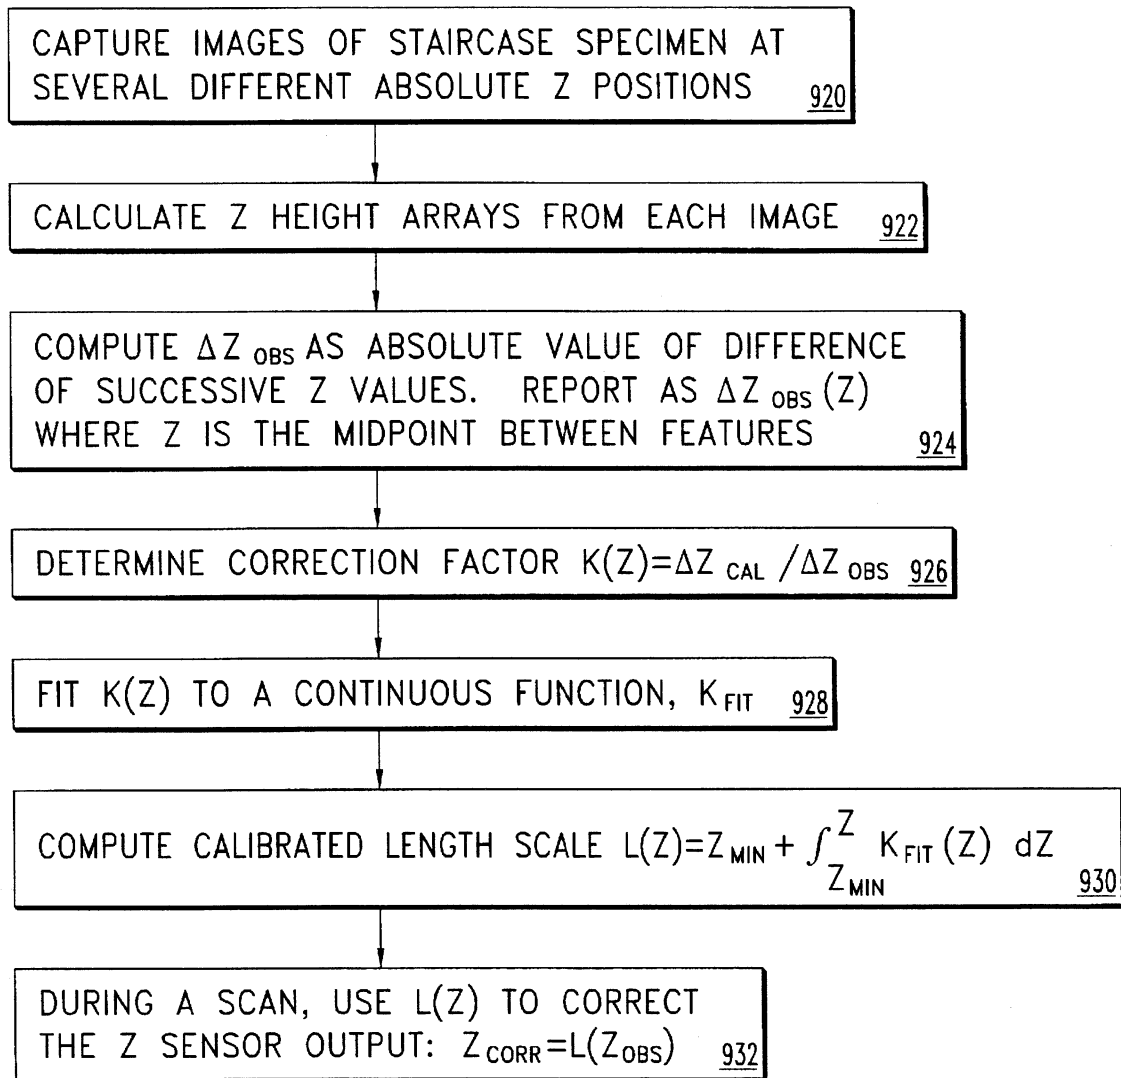 CAPTURE IMAGES OF STAIRCASE SPECIMEN AT
SEVERAL DIFFERENT ABSOLUTE Z POSITIONS 920
CALCULATE Z HEIGHT ARRAYS FROM EACH IMAGE 922
COMPUTE ΔZ OBS AS ABSOLUTE VALUE OF DIFFERENCE
OF SUCCESSIVE Z VALUES. REPORT AS ΔZ OBS (Z)
WHERE Z IS THE MIDPOINT BETWEEN FEATURES 924
DETERMINE CORRECTION FACTOR K(Z)=ΔZ CAL /ΔZ OBS 926
FIT K(Z) TO A CONTINUOUS FUNCTION, K FIT 928
COMPUTE CALIBRATED LENGTH SCALE L(Z)=Z MIN + ∫ Z MIN Z K FIT (Z) dZ 930
DURING A SCAN, USE L(Z) TO CORRECT
THE Z SENSOR OUTPUT: Z CORR =L(Z OBS) 932